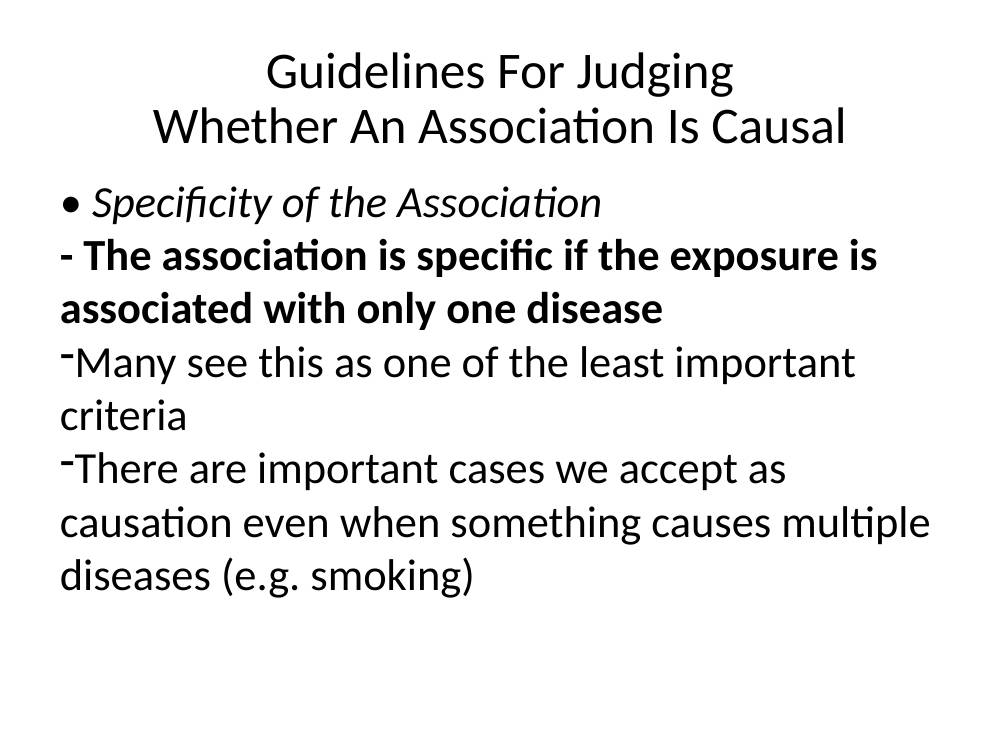 Guidelines For Judging
Whether An Association Is Causal
• Specificity of the Association
- The association is specific if the exposure is
associated with only one disease
-Many see this as one of the least important
criteria
-There are important cases we accept as
causation even when something causes multiple
diseases (e.g. smoking)